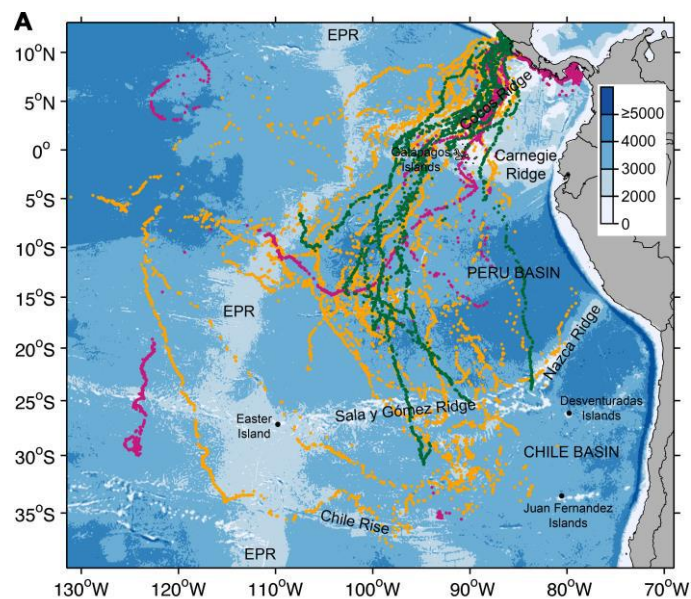 A
10°N
5°N
0°
5°S
10°S
15°S
20°S
25°S
30°S
35°S
EPR
Cocos Ridge
Galapagos
Islands
Carnegie
Ridge
≥5000
4000
3000
2000
0
PERU BASIN
EPR
Nazca Ridge
Sala y Gómez Ridge
Easter
Island
Desventuradas
Islands
CHILE BASIN
Juan Fernandez
Islands
Chile Rise
EPR
130°W
120°W
110°W
100°W
90°W
80°W
70°W